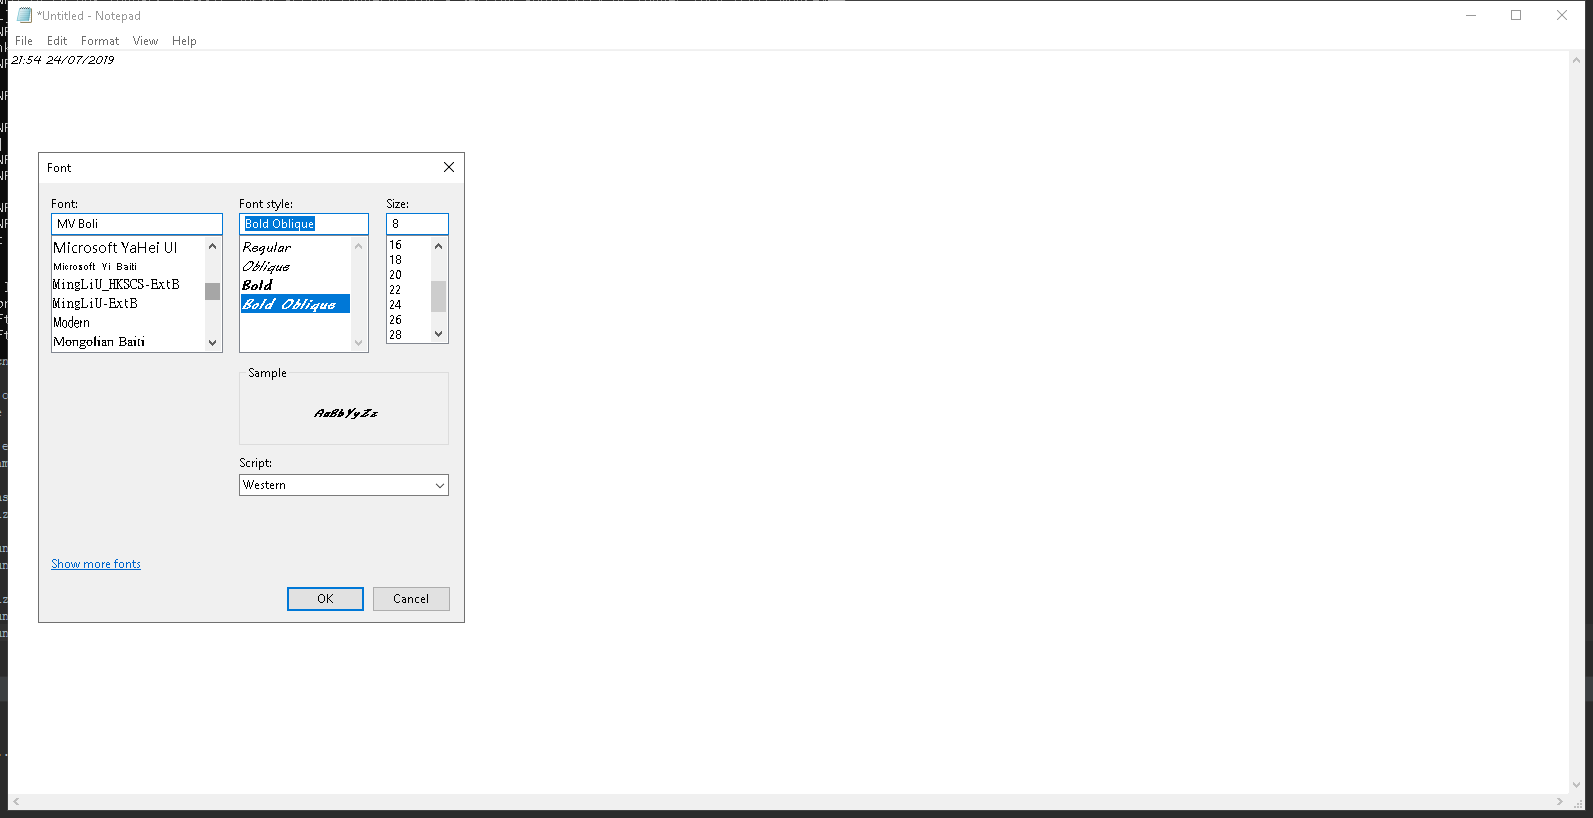 *Untitled - Notepad
File Edit Format View Help
21:54 24/07/2019
Font
Font:
MV Boli
Microsoft YaHei UI
Microsoft Yi Baiti
MingLiU_HKSCS-ExtB
MingLiU-ExtB
Modern
Mongolian Baiti
Font style:
Bold Oblique
Regular
Oblique
Bold
Bold Oblique
Size:
8
16
18
20
22
24
26
28
Sample
AaBbYyZz
Script:
Western
Show more fonts
OK
Cancel